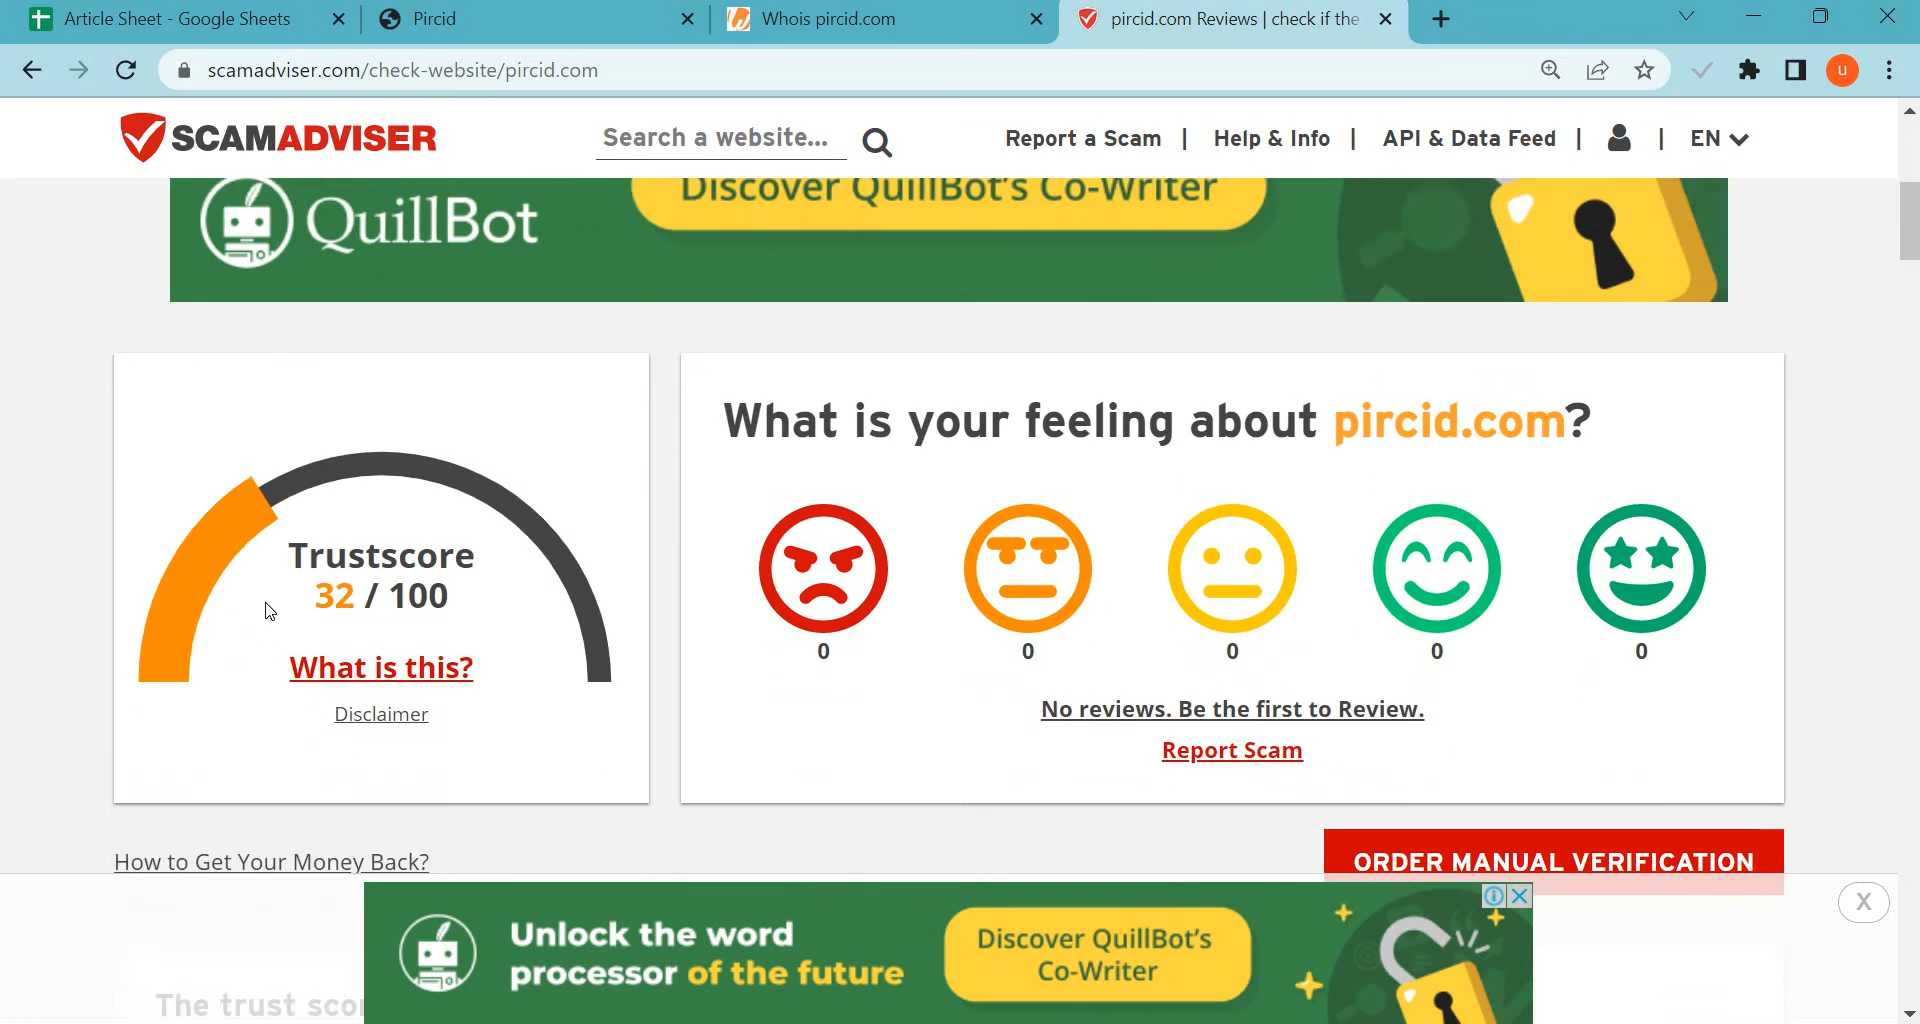 Article Sheet - Google Sheets
Pircid
Whois pircid.com
pircid.com Reviews | check if the
scamadviser.com/check-website/pircid.com
u
SCAMADVISER
Search a website...
Report a Scam | Help & Info | API & Data Feed | | EN
QuillBot
Discover QuillBot's Co-Writer
Trustscore
32 / 100
What is this?
Disclaimer
What is your feeling about pircid.com?
0 0 0 0 0
No reviews. Be the first to Review.
Report Scam
How to Get Your Money Back?
ORDER MANUAL VERIFICATION
X
Unlock the word
processor of the future
Discover QuillBot's
Co-Writer
The trust